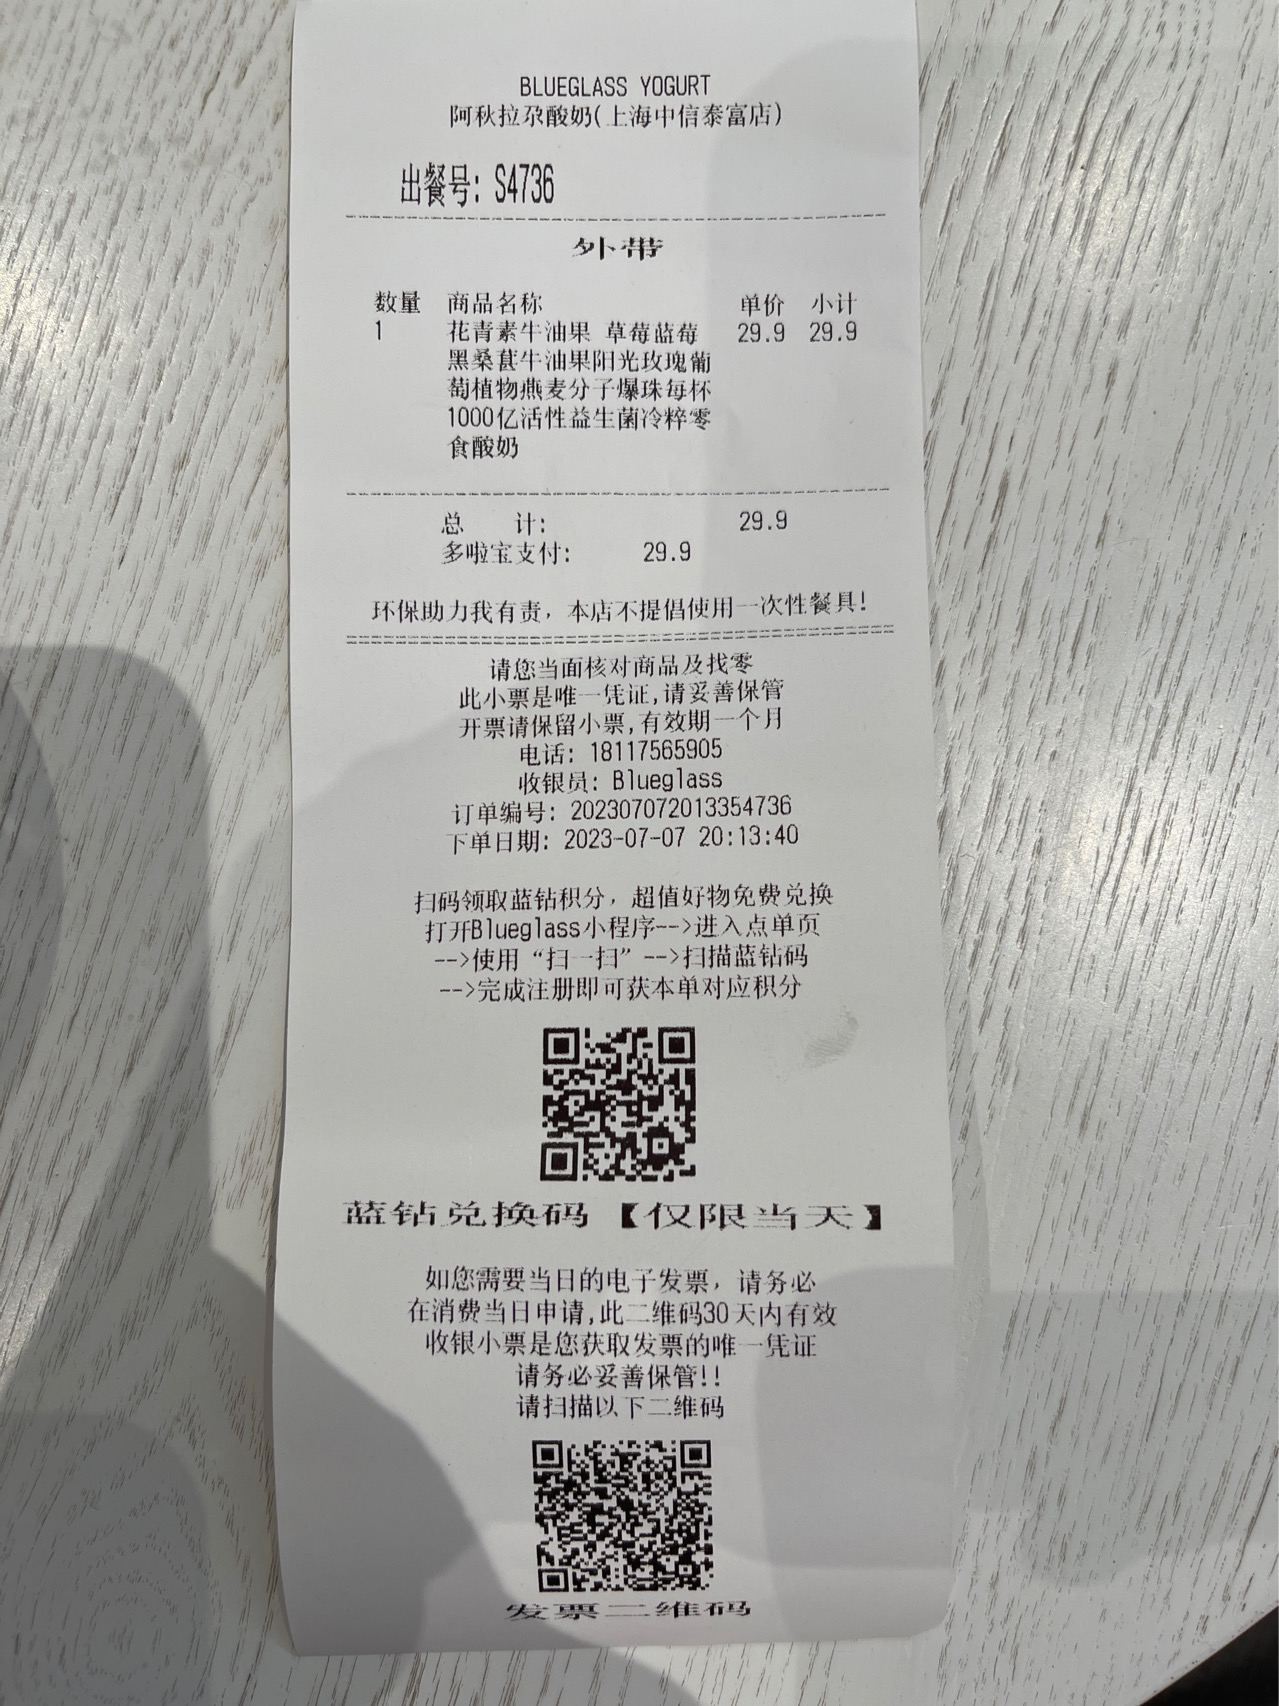 BLUEGLASS YOGURT
阿秋拉尕酸奶(上海中信泰富店)
出餐号: S4736
外带
数量 商品名称 单价 小计
1 花青素牛油果 草莓蓝莓 29.9 29.9
黑桑葚牛油果阳光玫瑰葡
萄植物燕麦分子爆珠每杯
1000亿活性益生菌冷粹零
食酸奶
总 计: 29.9
多啦宝支付: 29.9
环保助力我有责，本店不提倡使用一次性餐具!
请您当面核对商品及找零
此小票是唯一凭证,请妥善保管
开票请保留小票,有效期一个月
电话: 18117565905
收银员: Blueglass
订单编号: 202307072013354736
下单日期: 2023-07-07 20:13:40
扫码领取蓝钻积分，超值好物免费兑换
打开Blueglass小程序-->进入点单页
-->使用“扫一扫”-->扫描蓝钻码
-->完成注册即可获本单对应积分
蓝钻兑换码【仅限当天】
如您需要当日的电子发票，请务必
在消费当日申请,此二维码30天内有效
收银小票是您获取发票的唯一凭证
请务必妥善保管!!
请扫描以下二维码
发票二维码